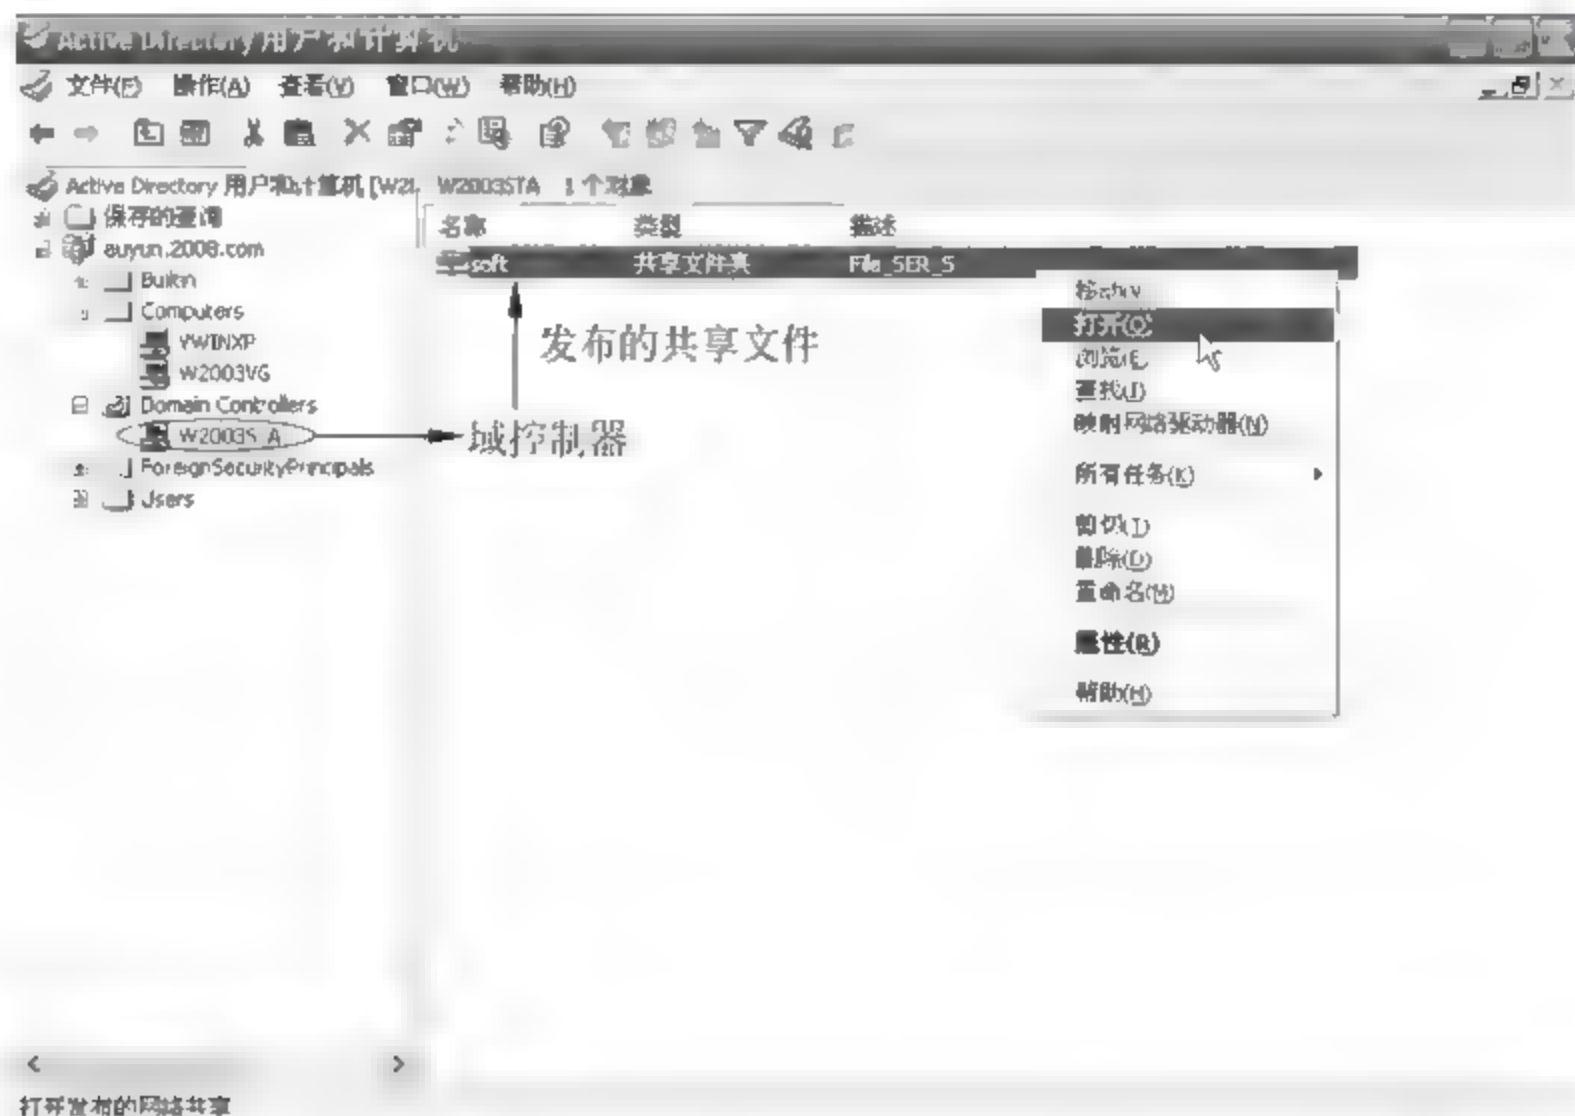 Active Directory 用户和计算机
文件(F) 操作(A) 查看(V) 窗口(W) 帮助(H)
Active Directory 用户和计算机 [W2
W2003STA 1 个对象
保存的查询
名称 类型 描述
auyun.2008.com
soft 共享文件夹 File_SER_S
Builtin
Computers
打开(O)
发布的共享文件
VWINXP
浏览(E)
W2003VG
查找(I)
Domain Controllers
映射网络驱动器(N)
W2003S A
域控制器
ForeignSecurityPrincipals
所有任务(K)
Users
剪切(T)
删除(D)
重命名(M)
属性(R)
帮助(H)
打开发布的网络共享